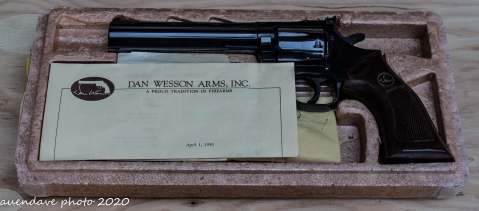 DAN WESSON ARMS, INC.
A PROUD TRADITION IN FIREARMS
April 1, 1993
auendave photo 2020